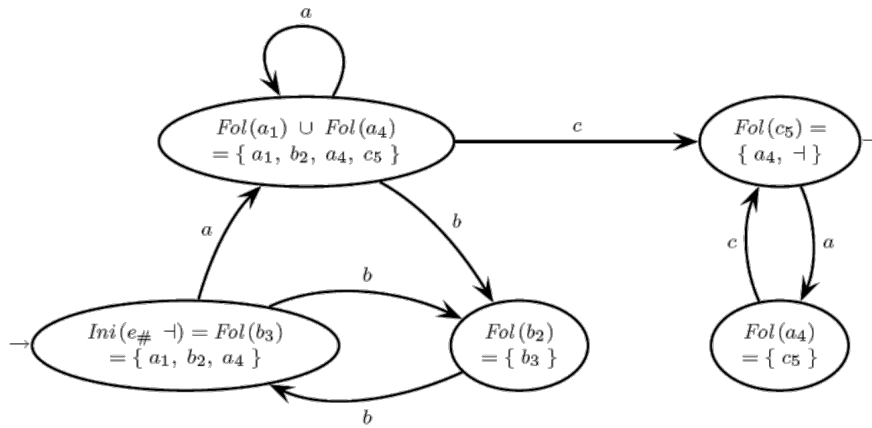 a
Fol(a₁) ∪ Fol(a₄)
= { a₁, b₂, a₄, c₅ }
c
Fol(c₅) =
{ a₄, ⊣ }
→
a
b
c
a
b
→
Ini(e# ⊣) = Fol(b₃)
= { a₁, b₂, a₄ }
Fol(b₂)
= { b₃ }
Fol(a₄)
= { c₅ }
b